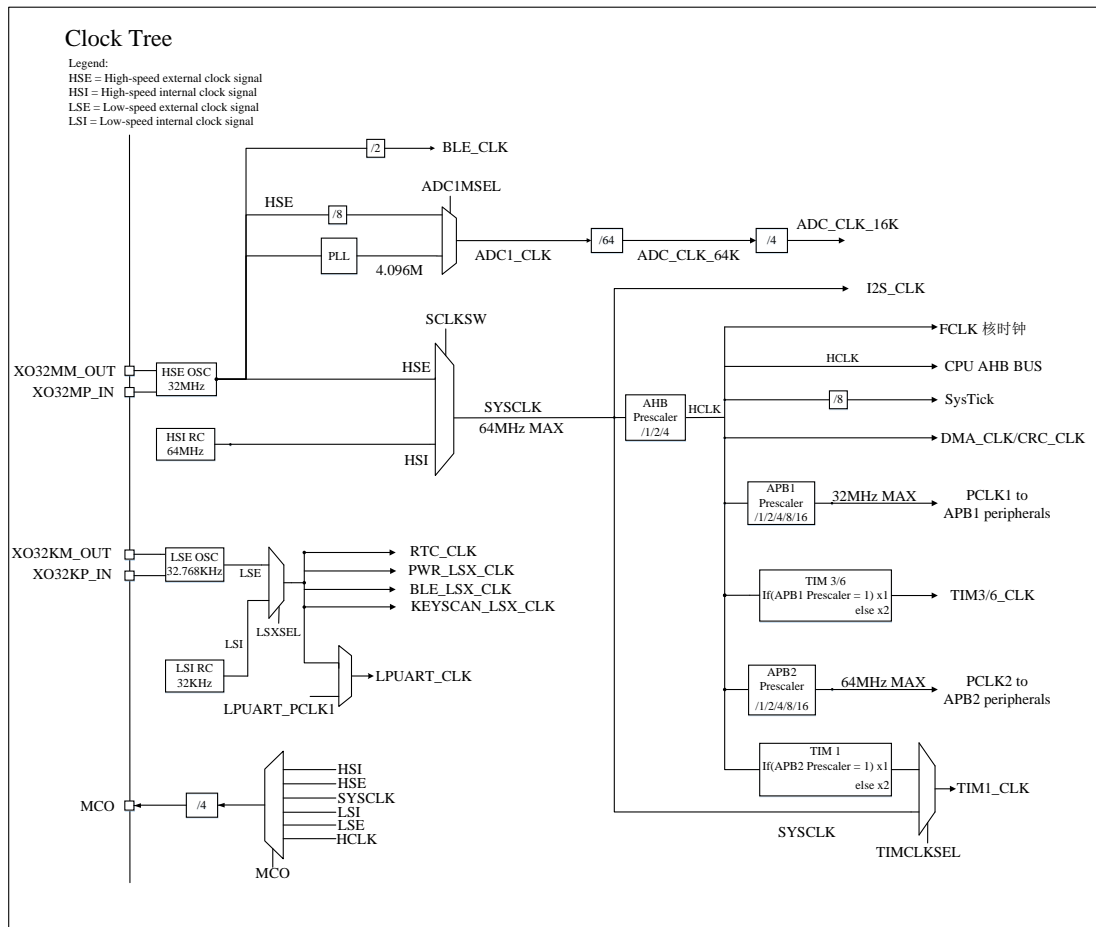 Clock Tree
Legend:
HSE = High-speed external clock signal
HSI = High-speed internal clock signal
LSE = Low-speed external clock signal
LSI = Low-speed internal clock signal
/2
BLE_CLK
ADC1MSEL
HSE
/8
PLL
4.096M
ADC1_CLK
/64
ADC_CLK_64K
/4
ADC_CLK_16K
I2S_CLK
SCLKSW
XO32MM_OUT
XO32MP_IN
HSE OSC
32MHz
HSE
HSI RC
64MHz
HSI
SYSCLK
64MHz MAX
AHB
Prescaler
/1/2/4
HCLK
FCLK 核时钟
HCLK
CPU AHB BUS
/8
SysTick
DMA_CLK/CRC_CLK
APB1
Prescaler
/1/2/4/8/16
32MHz MAX
PCLK1 to
APB1 peripherals
XO32KM_OUT
XO32KP_IN
LSE OSC
32.768KHz
LSE
LSI
LSXSEL
LSI RC
32KHz
RTC_CLK
PWR_LSX_CLK
BLE_LSX_CLK
KEYSCAN_LSX_CLK
LPUART_CLK
LPUART_PCLK1
TIM 3/6
If(APB1 Prescaler = 1) x1
else x2
TIM3/6_CLK
APB2
Prescaler
/1/2/4/8/16
64MHz MAX
PCLK2 to
APB2 peripherals
TIM 1
If(APB2 Prescaler = 1) x1
else x2
TIM1_CLK
SYSCLK
TIMCLKSEL
MCO
/4
HSI
HSE
SYSCLK
LSI
LSE
HCLK
MCO